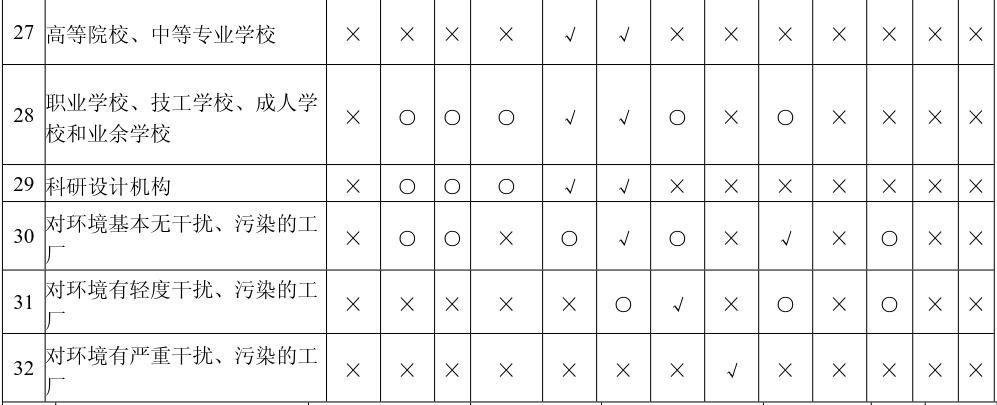 27 高等院校、中等专业学校 × × × × √ √ × × × × × × ×
28 职业学校、技工学校、成人学
校和业余学校 × ○ ○ ○ √ √ ○ × ○ × × × ×
29 科研设计机构 × ○ ○ ○ √ √ × × × × × × ×
30 对环境基本无干扰、污染的工
厂 × ○ ○ × ○ √ ○ × √ × ○ × ×
31 对环境有轻度干扰、污染的工
厂 × × × × × ○ √ × ○ × ○ × ×
32 对环境有严重干扰、污染的工
厂 × × × × × × × √ × × × × ×